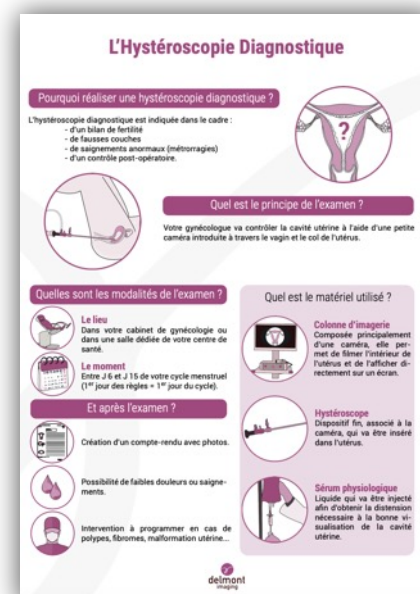 L'Hystéroscopie Diagnostique
Pourquoi réaliser une hystéroscopie diagnostique ?
L'hystéroscopie diagnostique est indiquée dans le cadre :
- d'un bilan de fertilité
- de fausses couches
- de saignements anormaux (métrorragies)
- d'un contrôle post-opératoire.
?
Quel est le principe de l'examen ?
Votre gynécologue va contrôler la cavité utérine à l'aide d'une petite
caméra introduite à travers le vagin et le col de l'utérus.
Quelles sont les modalités de l'examen ?
Le lieu
Dans votre cabinet de gynécologie ou
dans une salle dédiée de votre centre de
santé.
Le moment
Entre J 6 et J 15 de votre cycle menstruel
(1er jour des règles = 1er jour du cycle).
Et après l'examen ?
Création d'un compte-rendu avec photos.
Possibilité de faibles douleurs ou saigne-
ments.
Intervention à programmer en cas de
polypes, fibromes, malformation utérine...
Quel est le matériel utilisé ?
Colonne d'imagerie
Composée principalement
d'une caméra, elle per-
met de filmer l'intérieur de
l'utérus et de l'afficher di-
rectement sur un écran.
Hystéroscope
Dispositif fin, associé à la
caméra, qui va être inséré
dans l'utérus.
Sérum physiologique
Liquide qui va être injecté
afin d'obtenir la distension
nécessaire à la bonne vi-
sualisation de la cavité
utérine.
delmont
imaging